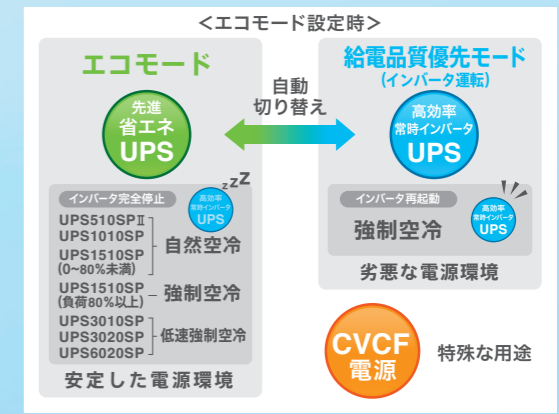 ＜エコモード設定時＞
エコモード
先進
省エネ
UPS
自動
切り替え
給電品質優先モード
(インバータ運転)
高効率
常時インバータ
UPS
インバータ完全停止
zzZ
高効率
常時インバータ
UPS
UPS510SPⅡ
UPS1010SP
UPS1510SP
(0~80%未満)
自然空冷
UPS1510SP
(負荷80%以上)
強制空冷
UPS3010SP
UPS3020SP
UPS6020SP
低速強制空冷
安定した電源環境
インバータ再起動
強制空冷
高効率
常時インバータ
UPS
劣悪な電源環境
CVCF
電源
特殊な用途